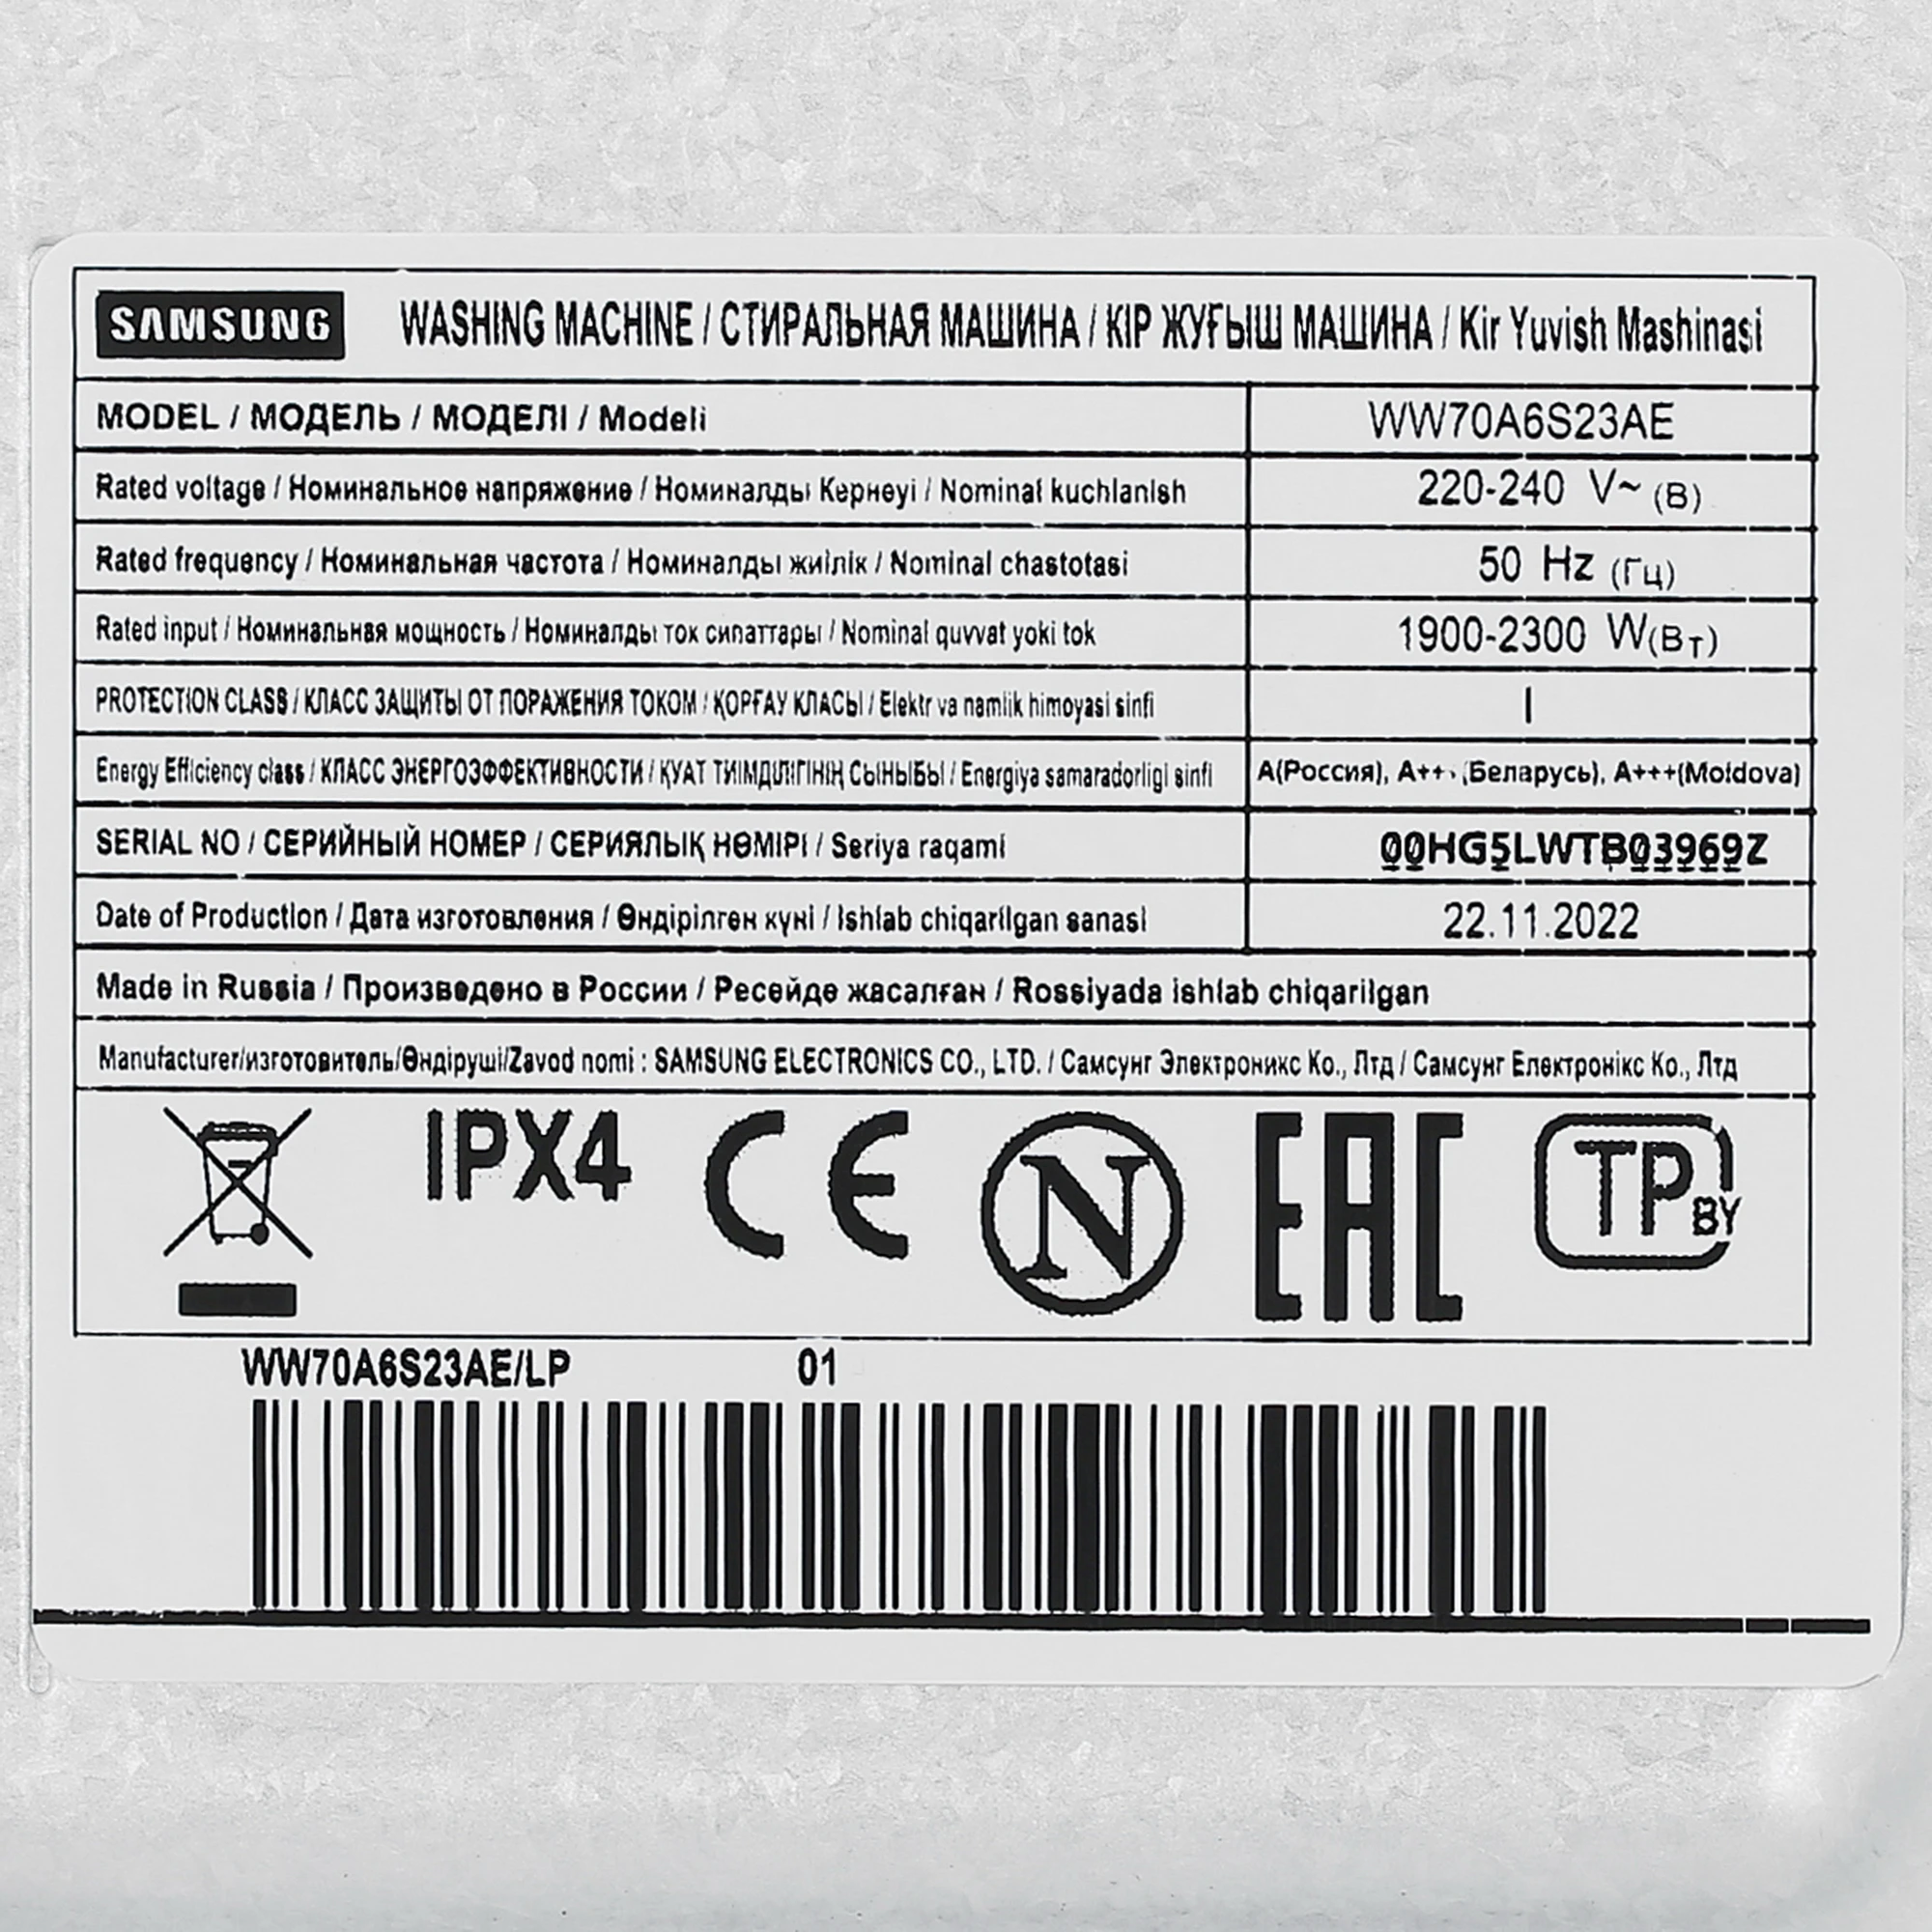 SAMSUNG WASHING MACHINE / СТИРАЛЬНАЯ МАШИНА / КІР ЖУҒЫШ МАШИНА / Kir Yuvish Mashinasi
MODEL / МОДЕЛЬ / МОДЕЛІ / Modeli WW70A6S23AE
Rated voltage / Номинальное напряжение / Номиналды Кернеуі / Nominal kuchlanish 220-240 V~ (В)
Rated frequency / Номинальная частота / Номиналды жиілік / Nominal chastotasi 50 Hz (Гц)
Rated input / Номинальная мощность / Номиналды ток сипаттары / Nominal quvvat yoki tok 1900-2300 W(Вт)
PROTECTION CLASS / КЛАСС ЗАЩИТЫ ОТ ПОРАЖЕНИЯ ТОКОМ / ҚОРҒАУ КЛАСЫ / Elektr va namlik himoyasi sinfi I
Energy Efficiency class / КЛАСС ЭНЕРГОЭФФЕКТИВНОСТИ / ҚУАТ ТИІМДІЛІГІНІҢ СЫНЫБЫ / Energiya samaradorligi sinfi A(Россия), A++ (Беларусь), A+++(Moldova)
SERIAL NO / СЕРИЙНЫЙ НОМЕР / СЕРИЯЛЫҚ НӨМІРІ / Seriya raqami 00HG5LWTB03969Z
Date of Production / Дата изготовления / Өндірілген күні / Ishlab chiqarilgan sanasi 22.11.2022
Made in Russia / Произведено в России / Ресейде жасалған / Rossiyada ishlab chiqarilgan
Manufacturer/изготовитель/Өндіруші/Zavod nomi : SAMSUNG ELECTRONICS CO., LTD. / Самсунг Электроникс Ко., Лтд / Самсунг Електронікс Ко., Лтд
IPX4 CE N EAC TP BY
WW70A6S23AE/LP 01